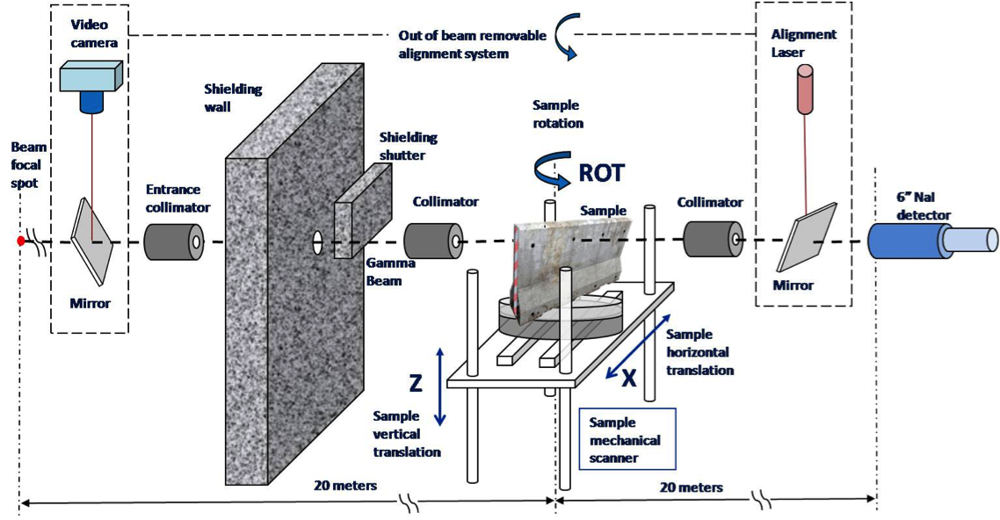 Video
camera
Out of beam removable
alignment system
Alignment
Laser
Shielding
wall
Sample
rotation
Beam
focal
spot
Shielding
shutter
Entrance
collimator
ROT
Collimator
Sample
Collimator
6" NaI
detector
Gamma
Beam
Mirror
Mirror
Sample
horizontal
translation
X
Z
Sample
vertical
translation
Sample
mechanical
scanner
20 meters
20 meters